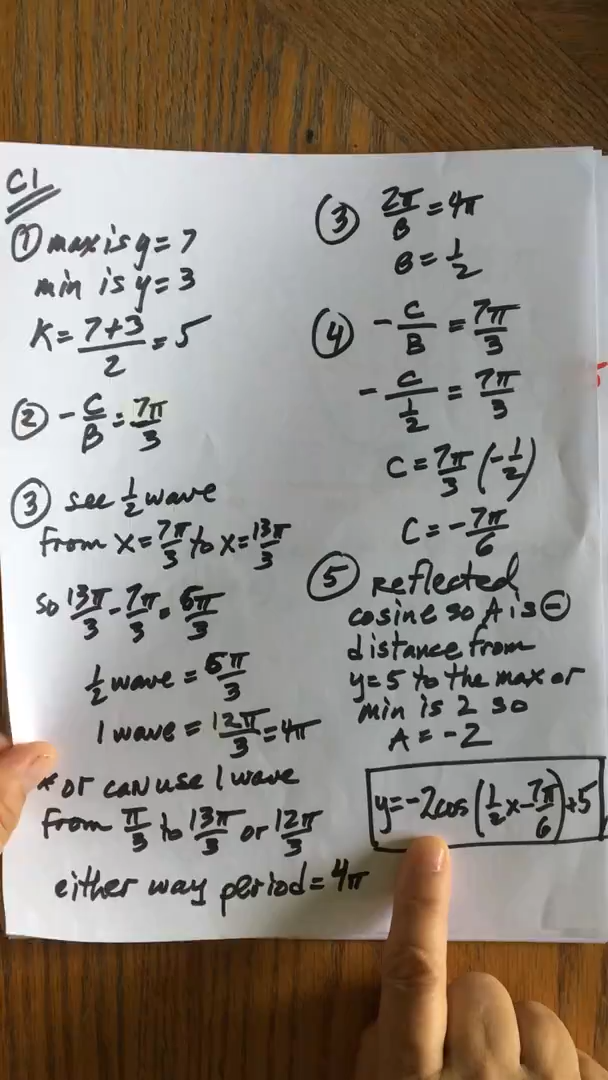 C1
① max is y = 7
min is y = 3
K = (7+3)/2 = 5
② -C/B = 7π/3
③ see 1/2 wave
from x = 7π/3 to x = 13π/3
so 13π/3 - 7π/3 = 6π/3
1/2 wave = 6π/3
1 wave = 12π/3 = 4π
* or can use 1 wave
from π/3 to 13π/3 or 12π/3
either way period = 4π
③ 2π/B = 4π
B = 1/2
④ -C/B = 7π/3
-C/(1/2) = 7π/3
C = 7π/3 (-1/2)
C = -7π/6
⑤ reflected
cosine so A is ⊖
distance from
y=5 to the max or
min is 2 so
A = -2
y = -2cos(1/2 x - 7π/6) + 5